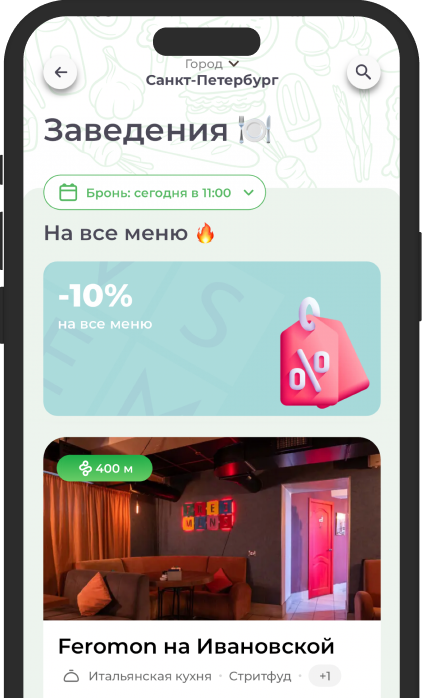 Город
Санкт-Петербург
Заведения
Бронь: сегодня в 11:00
На все меню
-10%
на все меню
%
400 м
Feromon на Ивановской
Итальянская кухня · Стритфуд ·
+1